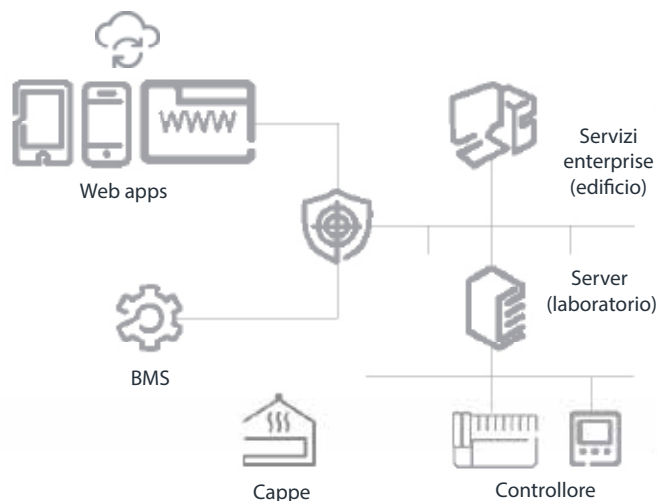 WWW
Web apps
Servizi
enterprise
(edificio)
Server
(laboratorio)
BMS
Cappe
Controllore